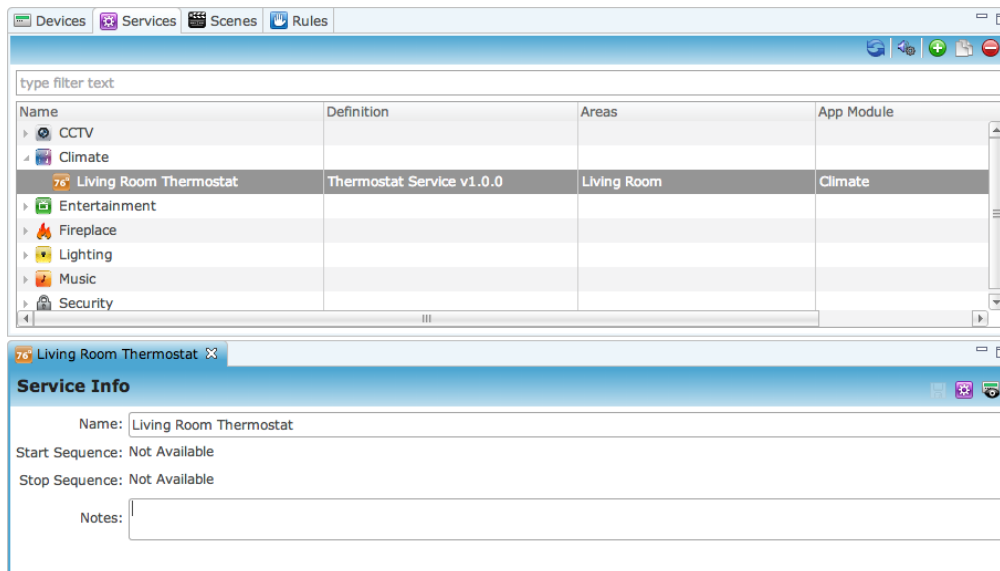 Devices Services Scenes Rules
type filter text
Name Definition Areas App Module
CCTV
Climate
76° Living Room Thermostat Thermostat Service v1.0.0 Living Room Climate
Entertainment
Fireplace
Lighting
Music
Security
76° Living Room Thermostat
Service Info
Name: Living Room Thermostat
Start Sequence: Not Available
Stop Sequence: Not Available
Notes: